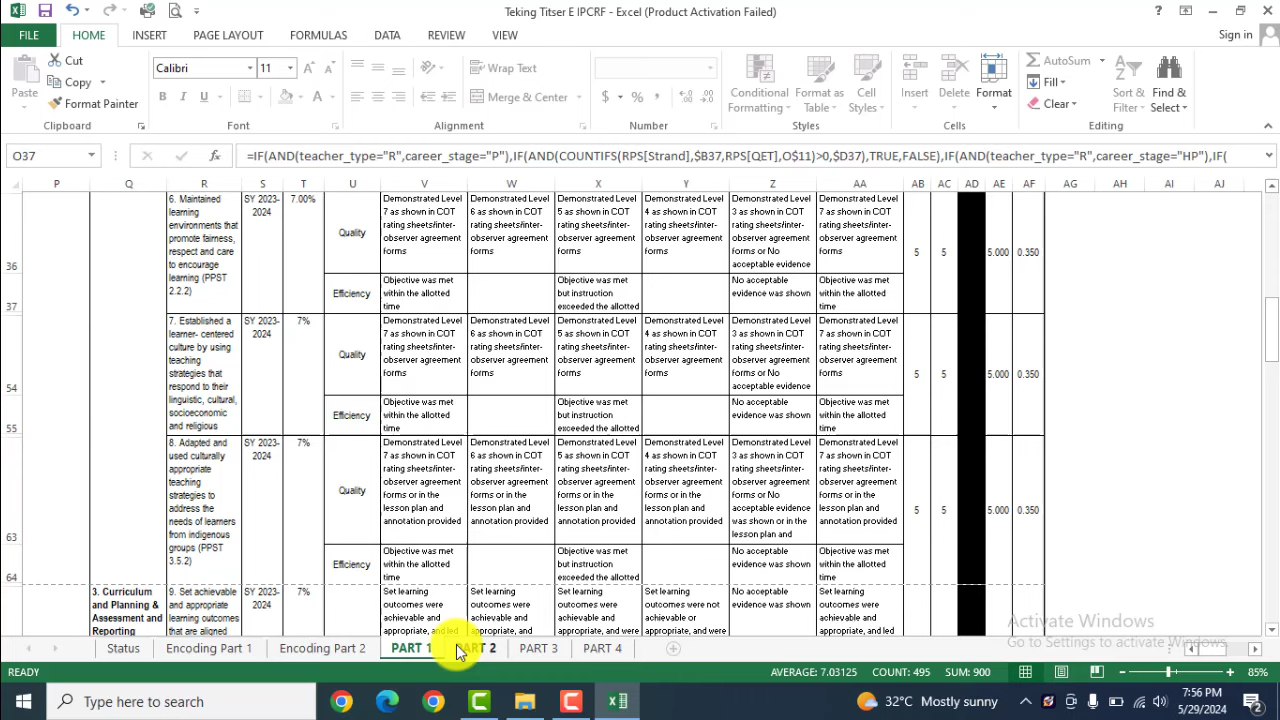 Teking Titser E IPCRF - Excel (Product Activation Failed)
FILE HOME INSERT PAGE LAYOUT FORMULAS DATA REVIEW VIEW Sign in
Paste Cut Copy Format Painter Clipboard
Calibri 11 B I U A Font
Wrap Text Merge & Center Alignment
$ % , Number
Conditional Formatting Format as Table Cell Styles Styles
Insert Delete Format Cells
AutoSum Fill Clear Sort & Filter Find & Select Editing
O37 fx =IF(AND(teacher_type="R",career_stage="P"),IF(AND(COUNTIFS(RPS[Strand],$B37,RPS[QET],O$11)>0,$D37),TRUE,FALSE),IF(AND(teacher_type="R",career_stage="HP"),IF(
P Q R S T U V W X Y Z AA AB AC AD AE AF AG AH AI AJ
36
6. Maintained
learning
environments that
promote fairness,
respect and care
to encourage
learning (PPST
2.2.2)
SY 2023-
2024
7.00%
Quality
Demonstrated Level
7 as shown in COT
rating sheets/inter-
observer agreement
forms
Demonstrated Level
6 as shown in COT
rating sheets/inter-
observer agreement
forms
Demonstrated Level
5 as shown in COT
rating sheets/inter-
observer agreement
forms
Demonstrated Level
4 as shown in COT
rating sheets/inter-
observer agreement
forms
Demonstrated Level
3 as shown in COT
rating sheets/inter-
observer agreement
forms or No
acceptable evidence
Demonstrated Level
7 as shown in COT
rating sheets/inter-
observer agreement
forms
5 5 5.000 0.350
37
Efficiency
Objective was met
within the allotted
time
Objective was met
but instruction
exceeded the allotted
No acceptable
evidence was shown
Objective was met
within the allotted
time
54
7. Established a
learner- centered
culture by using
teaching
strategies that
respond to their
linguistic, cultural,
socioeconomic
and religious
SY 2023-
2024
7%
Quality
Demonstrated Level
7 as shown in COT
rating sheets/inter-
observer agreement
forms
Demonstrated Level
6 as shown in COT
rating sheets/inter-
observer agreement
forms
Demonstrated Level
5 as shown in COT
rating sheets/inter-
observer agreement
forms
Demonstrated Level
4 as shown in COT
rating sheets/inter-
observer agreement
forms
Demonstrated Level
3 as shown in COT
rating sheets/inter-
observer agreement
forms or No
acceptable evidence
Demonstrated Level
7 as shown in COT
rating sheets/inter-
observer agreement
forms
5 5 5.000 0.350
55
Efficiency
Objective was met
within the allotted
time
Objective was met
but instruction
exceeded the allotted
No acceptable
evidence was shown
Objective was met
within the allotted
time
63
8. Adapted and
used culturally
appropriate
teaching
strategies to
address the
needs of learners
from indigenous
groups (PPST
3.5.2)
SY 2023-
2024
7%
Quality
Demonstrated Level
7 as shown in COT
rating sheets/inter-
observer agreement
forms or in the
lesson plan and
annotation provided
Demonstrated Level
6 as shown in COT
rating sheets/inter-
observer agreement
forms or in the
lesson plan and
annotation provided
Demonstrated Level
5 as shown in COT
rating sheets/inter-
observer agreement
forms or in the
lesson plan and
annotation provided
Demonstrated Level
4 as shown in COT
rating sheets/inter-
observer agreement
forms or in the
lesson plan and
annotation provided
Demonstrated Level
3 as shown in COT
rating sheets/inter-
observer agreement
forms or No
acceptable evidence
was shown or in the
lesson plan and
Demonstrated Level
7 as shown in COT
rating sheets/inter-
observer agreement
forms or in the
lesson plan and
annotation provided
5 5 5.000 0.350
64
Efficiency
Objective was met
within the allotted
time
Objective was met
but instruction
exceeded the allotted
No acceptable
evidence was shown
Objective was met
within the allotted
time
3. Curriculum
and Planning &
Assessment and
Reporting
9. Set achievable
and appropriate
learning outcomes
that are aligned
SY 2023-
2024
7%
Set learning
outcomes were
achievable and
appropriate, and led
Set learning
outcomes were
achievable and
appropriate, and
Set learning
outcomes were
achievable and
appropriate, and were
Set learning
outcomes were not
achievable or
appropriate, and were
No acceptable
evidence was shown
Set learning
outcomes were
achievable and
appropriate, and led
Activate Windows
Go to Settings to activate Windows.
Status Encoding Part 1 Encoding Part2 PART 1 PART 2 PART 3 PART 4
READY AVERAGE: 7.03125 COUNT: 495 SUM: 900 85%
Type here to search 32°C Mostly sunny 7:56 PM
5/29/2024 2